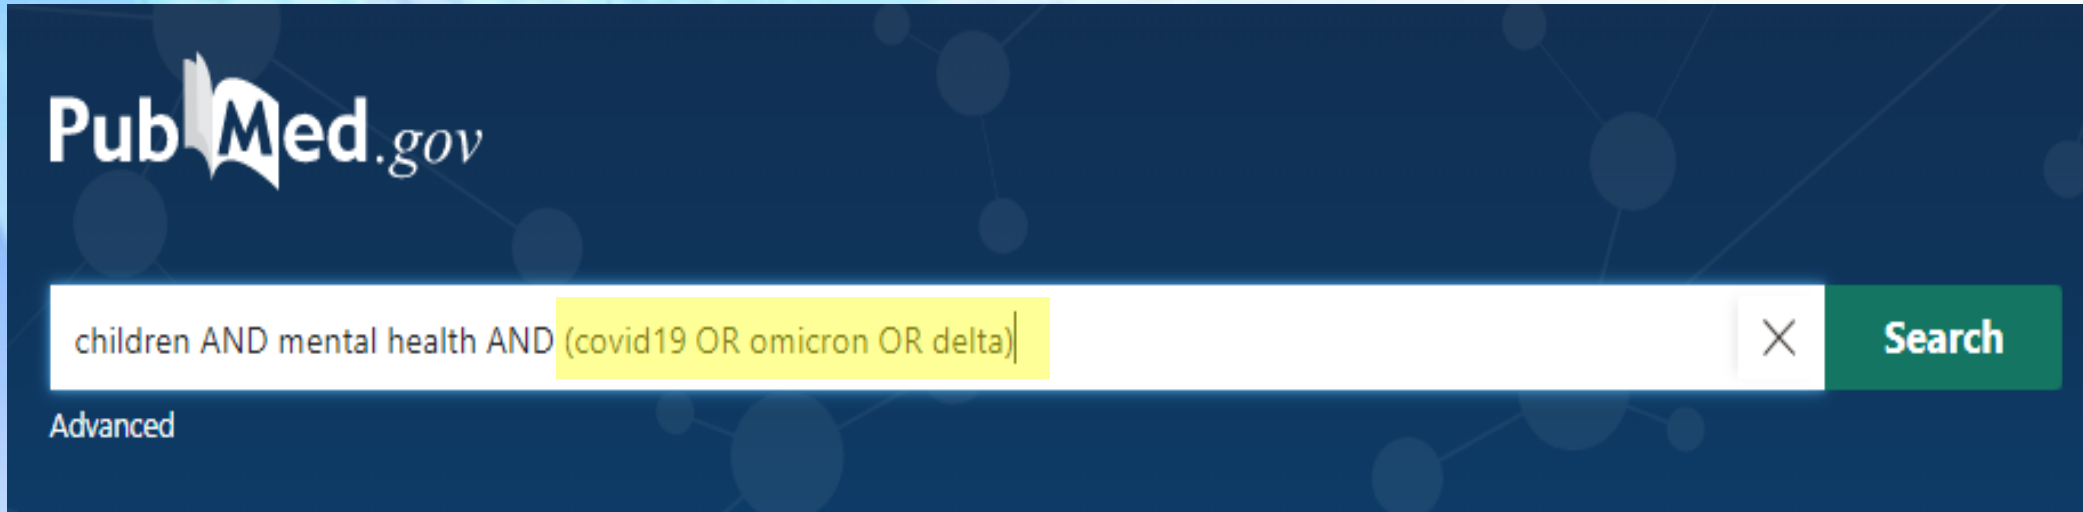 PubMed.gov
children AND mental health AND (covid19 OR omicron OR delta)
Search
Advanced